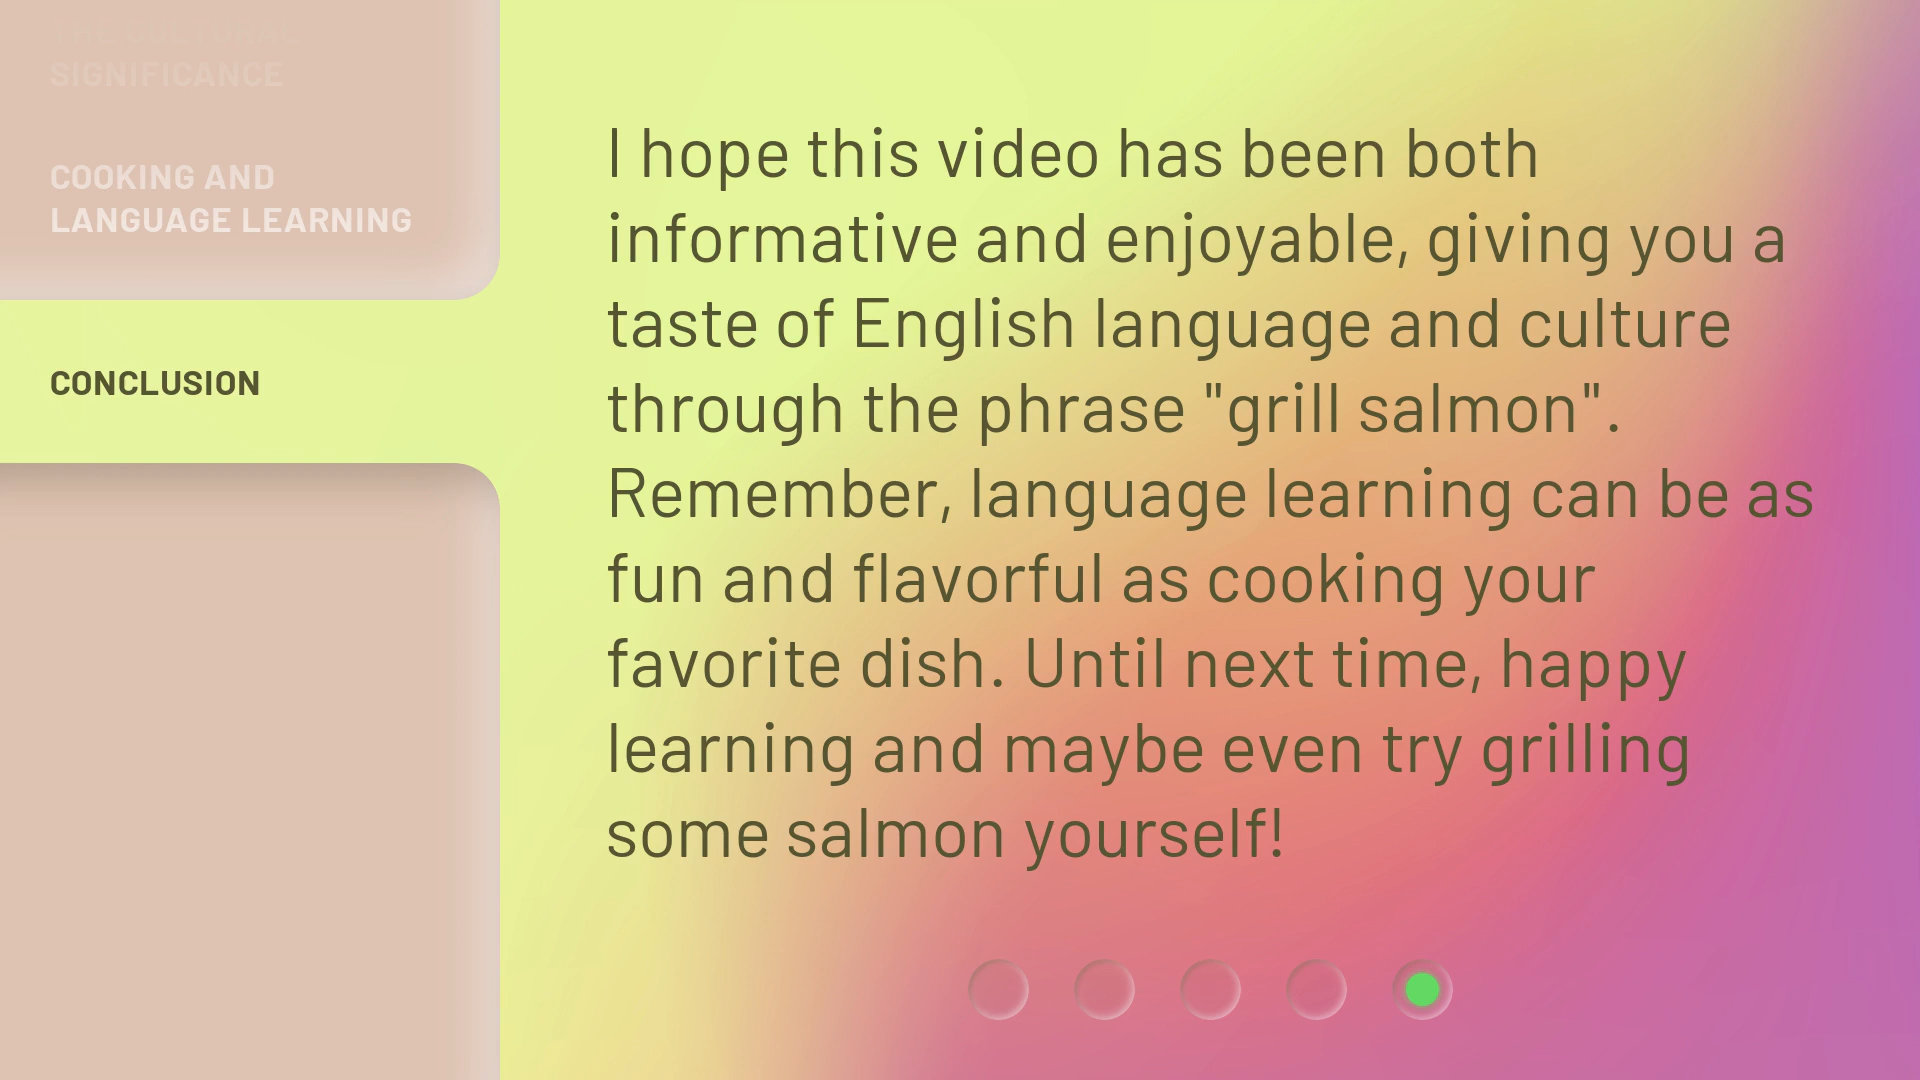 THE CULTURAL
SIGNIFICANCE
COOKING AND
LANGUAGE LEARNING
CONCLUSION
I hope this video has been both
informative and enjoyable, giving you a
taste of English language and culture
through the phrase "grill salmon".
Remember, language learning can be as
fun and flavorful as cooking your
favorite dish. Until next time, happy
learning and maybe even try grilling
some salmon yourself!